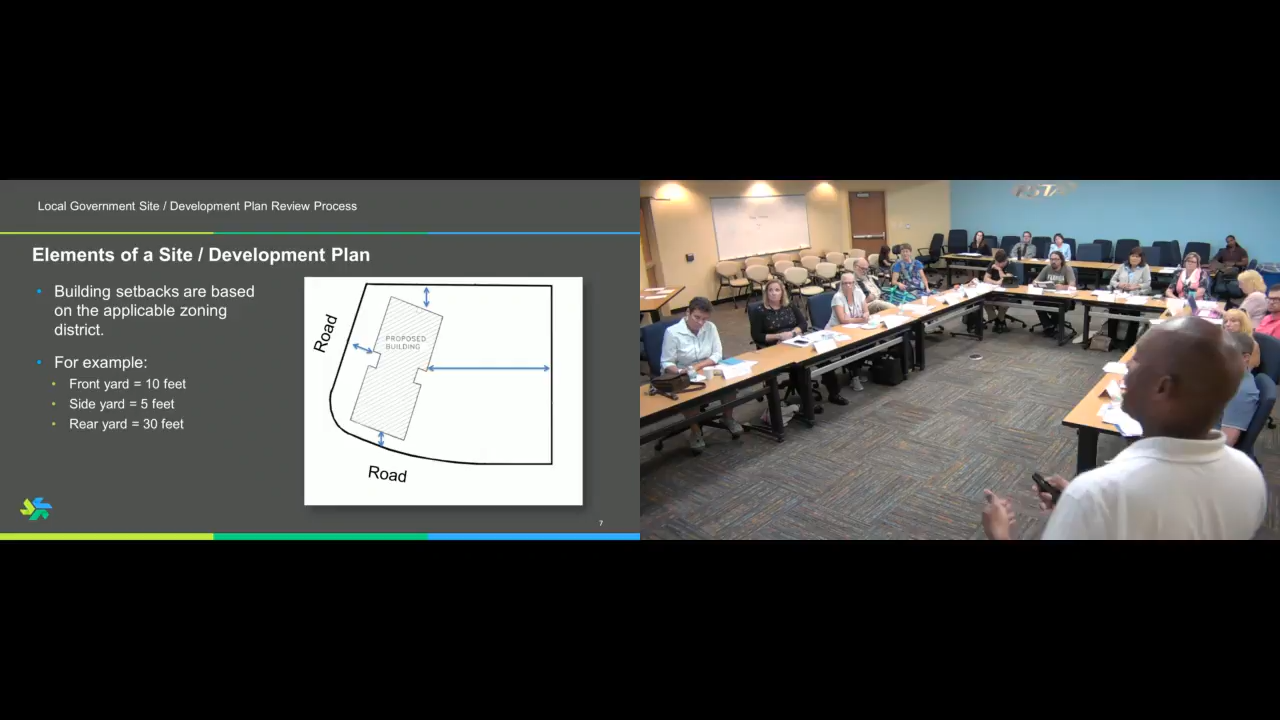 Local Government Site / Development Plan Review Process
Elements of a Site / Development Plan
Building setbacks are based
on the applicable zoning
district.
For example:
Front yard = 10 feet
Side yard = 5 feet
Rear yard = 30 feet
Road
PROPOSED
BUILDING
Road
7